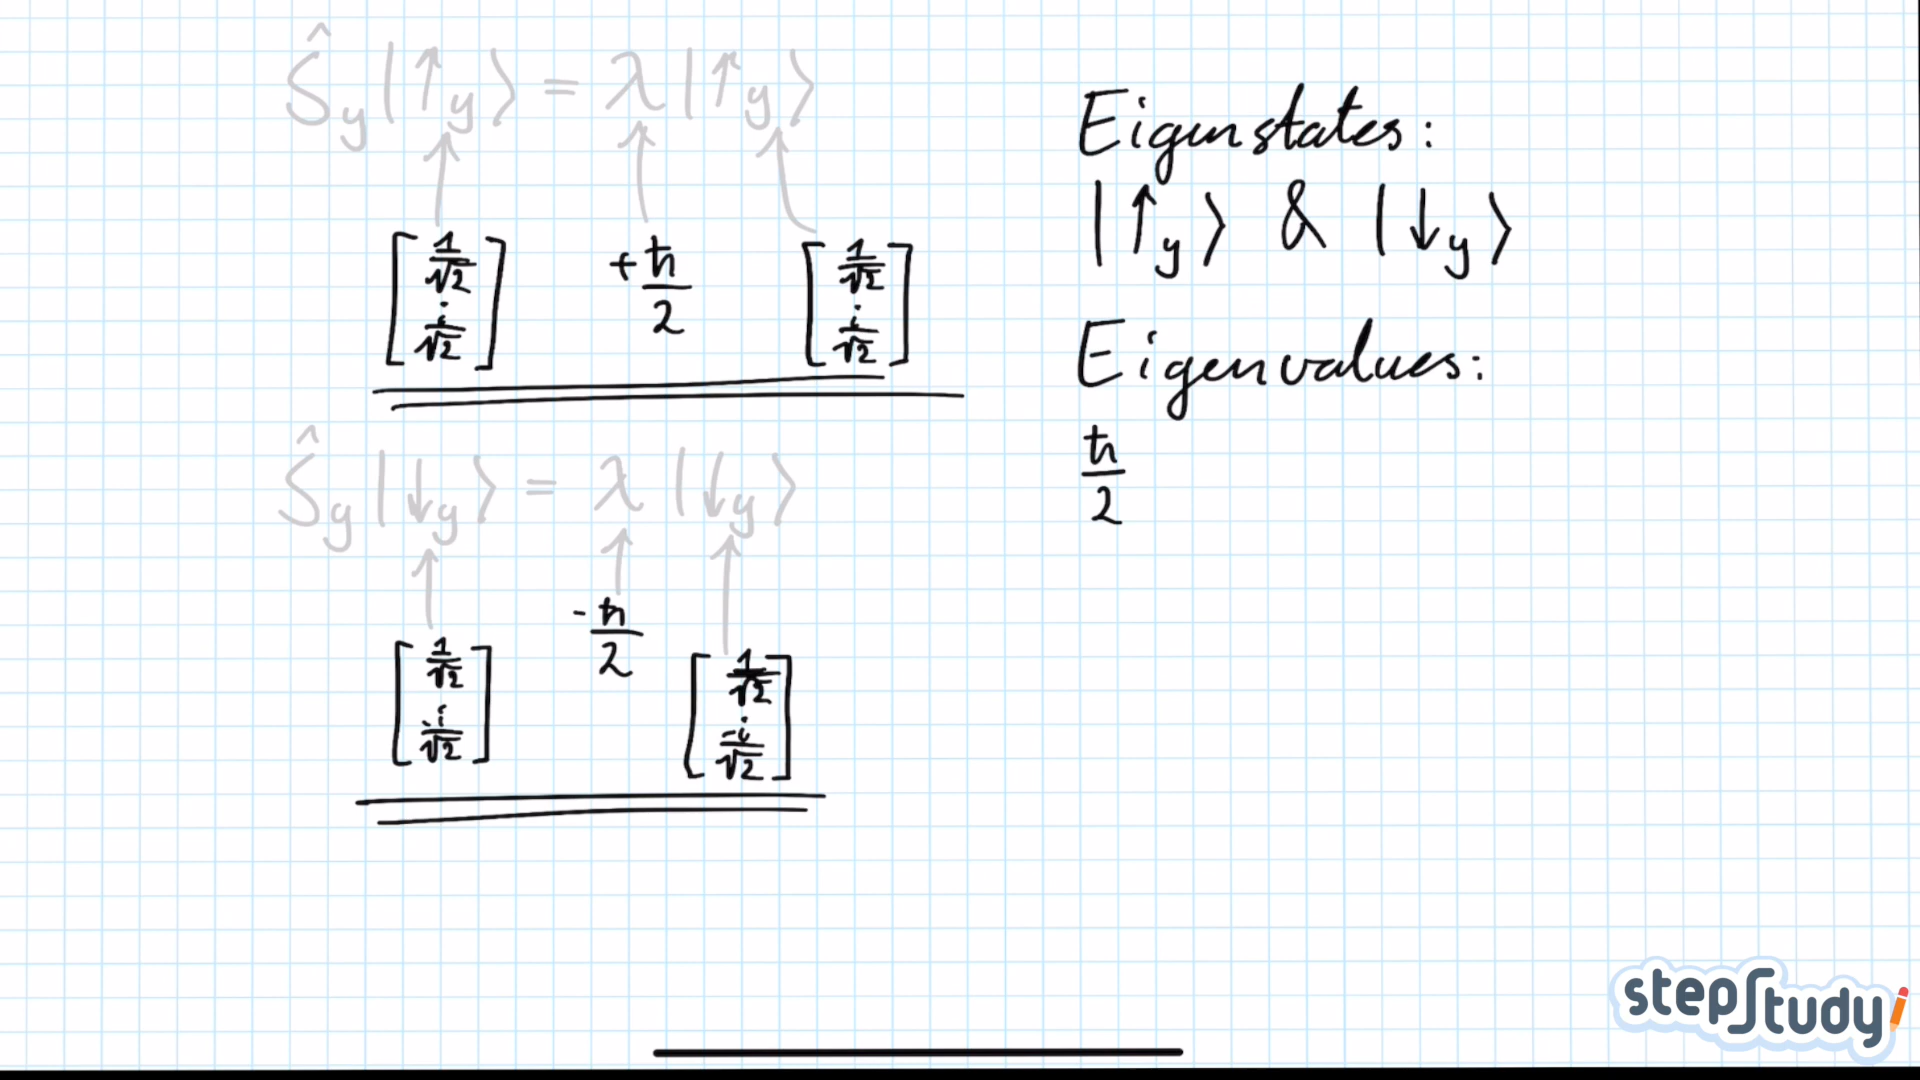 Ŝy|↑y⟩ = λ|↑y⟩
[1/√2 i/√2] +ħ/2 [1/√2 i/√2]
Ŝy|↓y⟩ = λ|↓y⟩
[1/√2 -i/√2] -ħ/2 [1/√2 -i/√2]
Eigenstates:
|↑y⟩ & |↓y⟩
Eigenvalues:
ħ/2
stepStudy